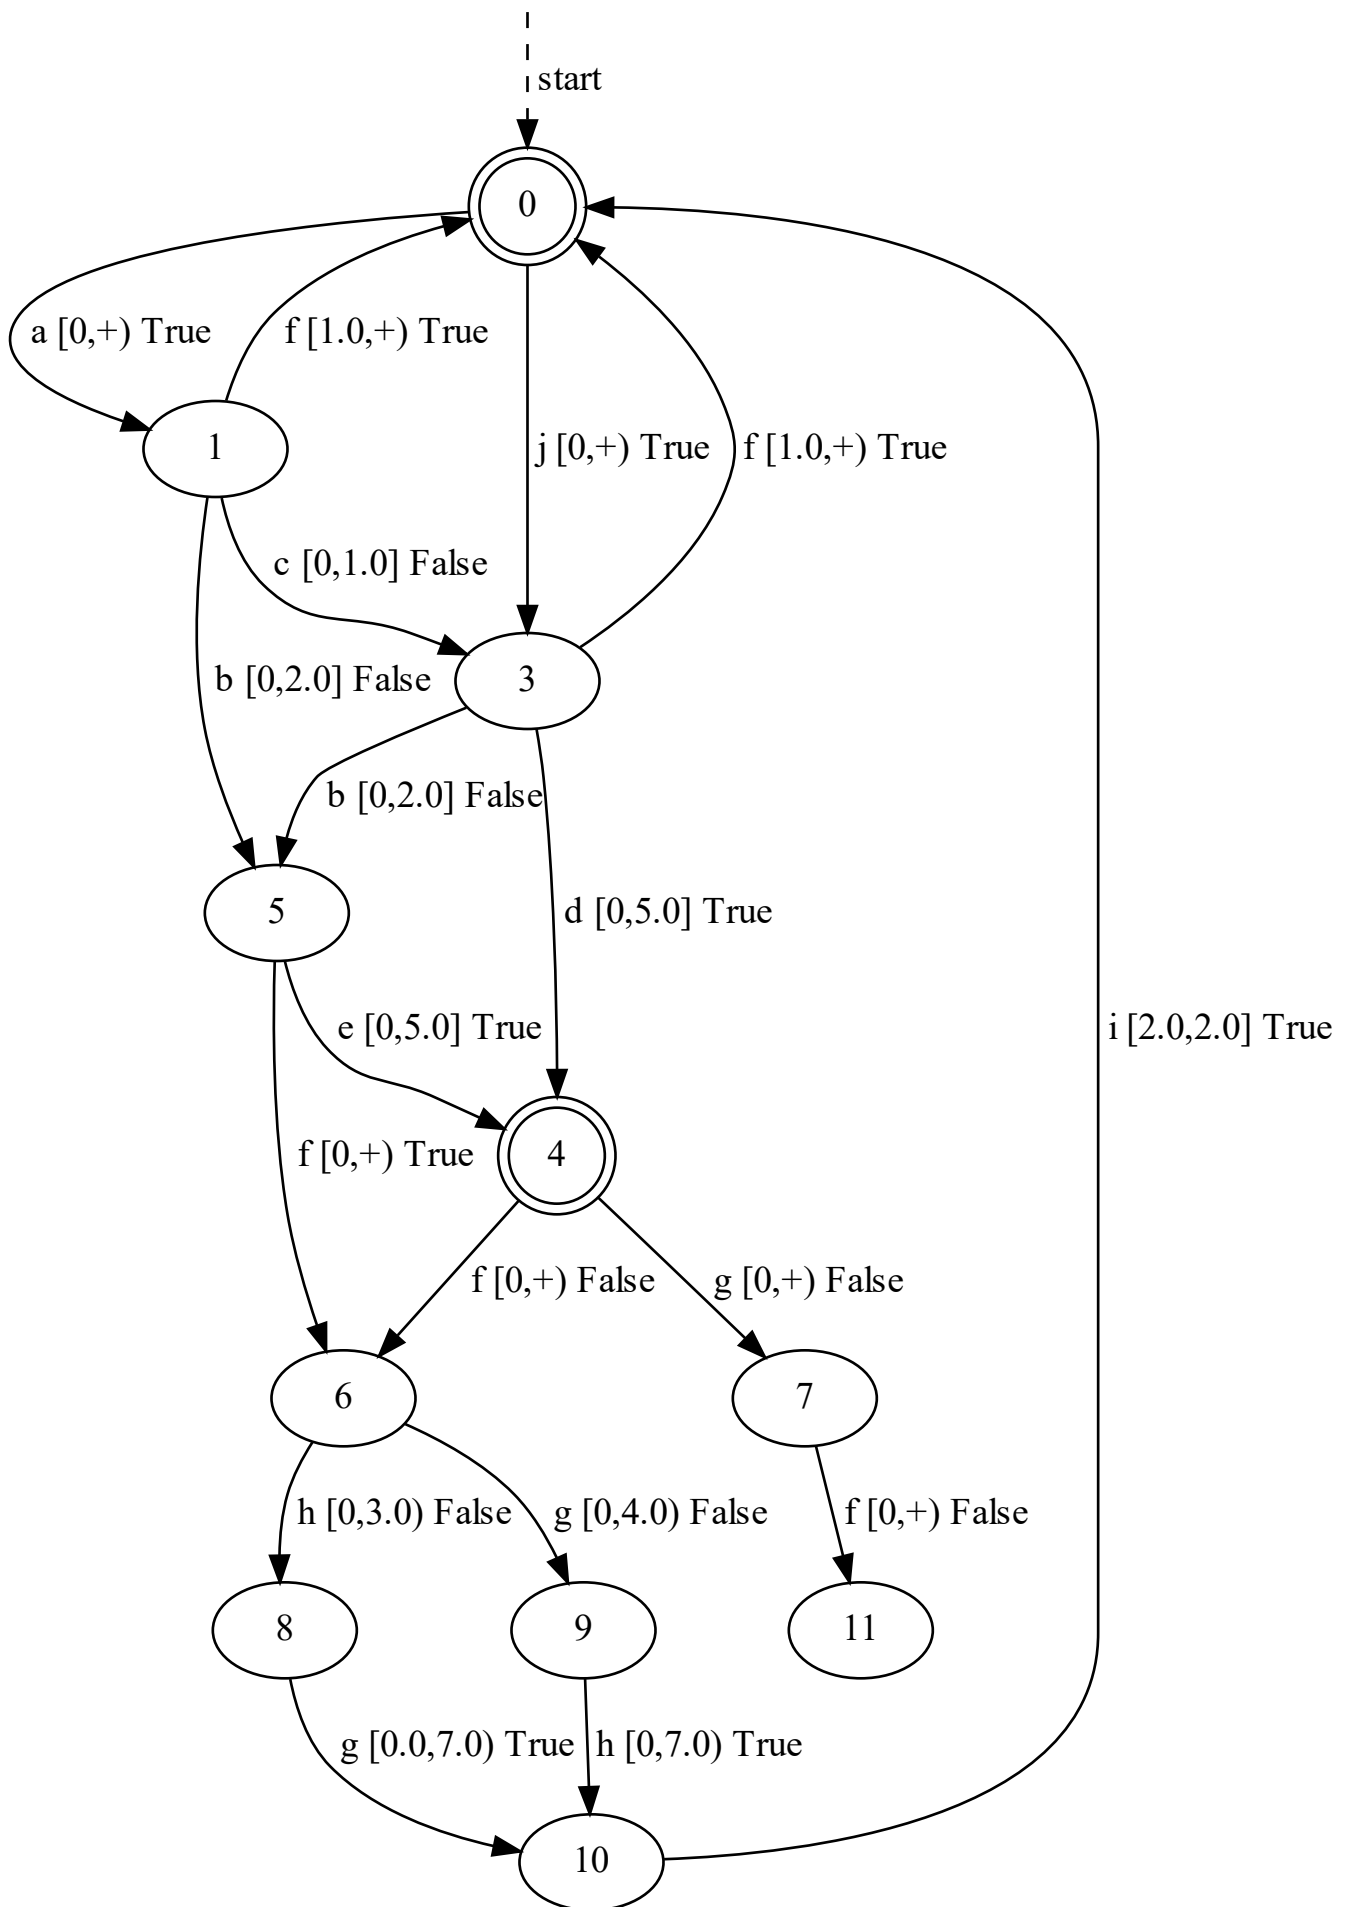 start
0
a [0,+) True
f [1.0,+) True
1
j [0,+) True
f [1.0,+) True
c [0,1.0] False
b [0,2.0] False
3
b [0,2.0] False
5
d [0,5.0] True
e [0,5.0] True
i [2.0,2.0] True
f [0,+) True
4
f [0,+) False
g [0,+) False
6
7
h [0,3.0) False
g [0,4.0) False
f [0,+) False
8
9
11
g [0.0,7.0) True
h [0,7.0) True
10